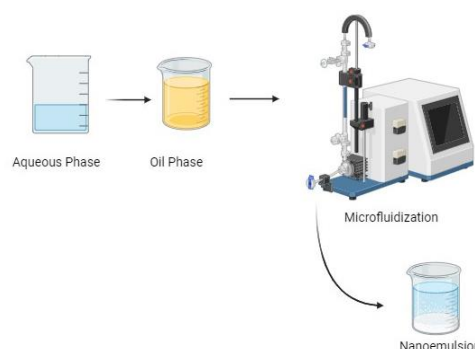 Aqueous Phase
Oil Phase
Microfluidization
Nanoemulsion